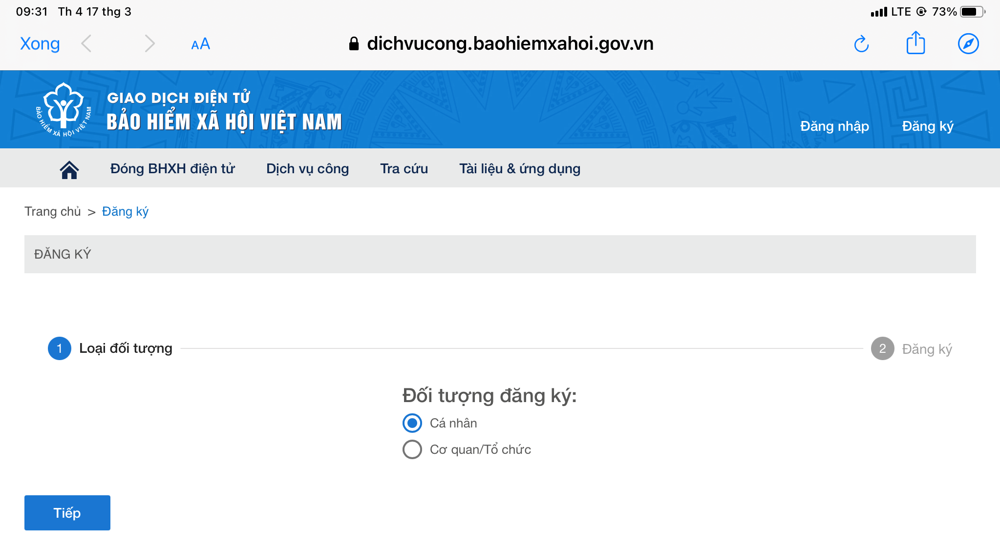 09:31 Th 4 17 thg 3
LTE 73%
Xong
AA
dichvucong.baohiemxahoi.gov.vn
BẢO HIỂM XÃ HỘI VIỆT NAM
GIAO DỊCH ĐIỆN TỬ
BẢO HIỂM XÃ HỘI VIỆT NAM
Đăng nhập
Đăng ký
Đóng BHXH điện tử
Dịch vụ công
Tra cứu
Tài liệu & ứng dụng
Trang chủ > Đăng ký
ĐĂNG KÝ
1 Loại đối tượng
2 Đăng ký
Đối tượng đăng ký:
Cá nhân
Cơ quan/Tổ chức
Tiếp